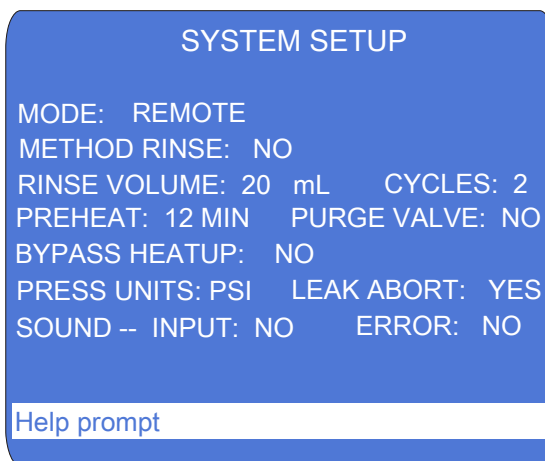 SYSTEM SETUP
MODE: REMOTE
METHOD RINSE: NO
RINSE VOLUME: 20 mL CYCLES: 2
PREHEAT: 12 MIN PURGE VALVE: NO
BYPASS HEATUP: NO
PRESS UNITS: PSI LEAK ABORT: YES
SOUND -- INPUT: NO ERROR: NO
Help prompt